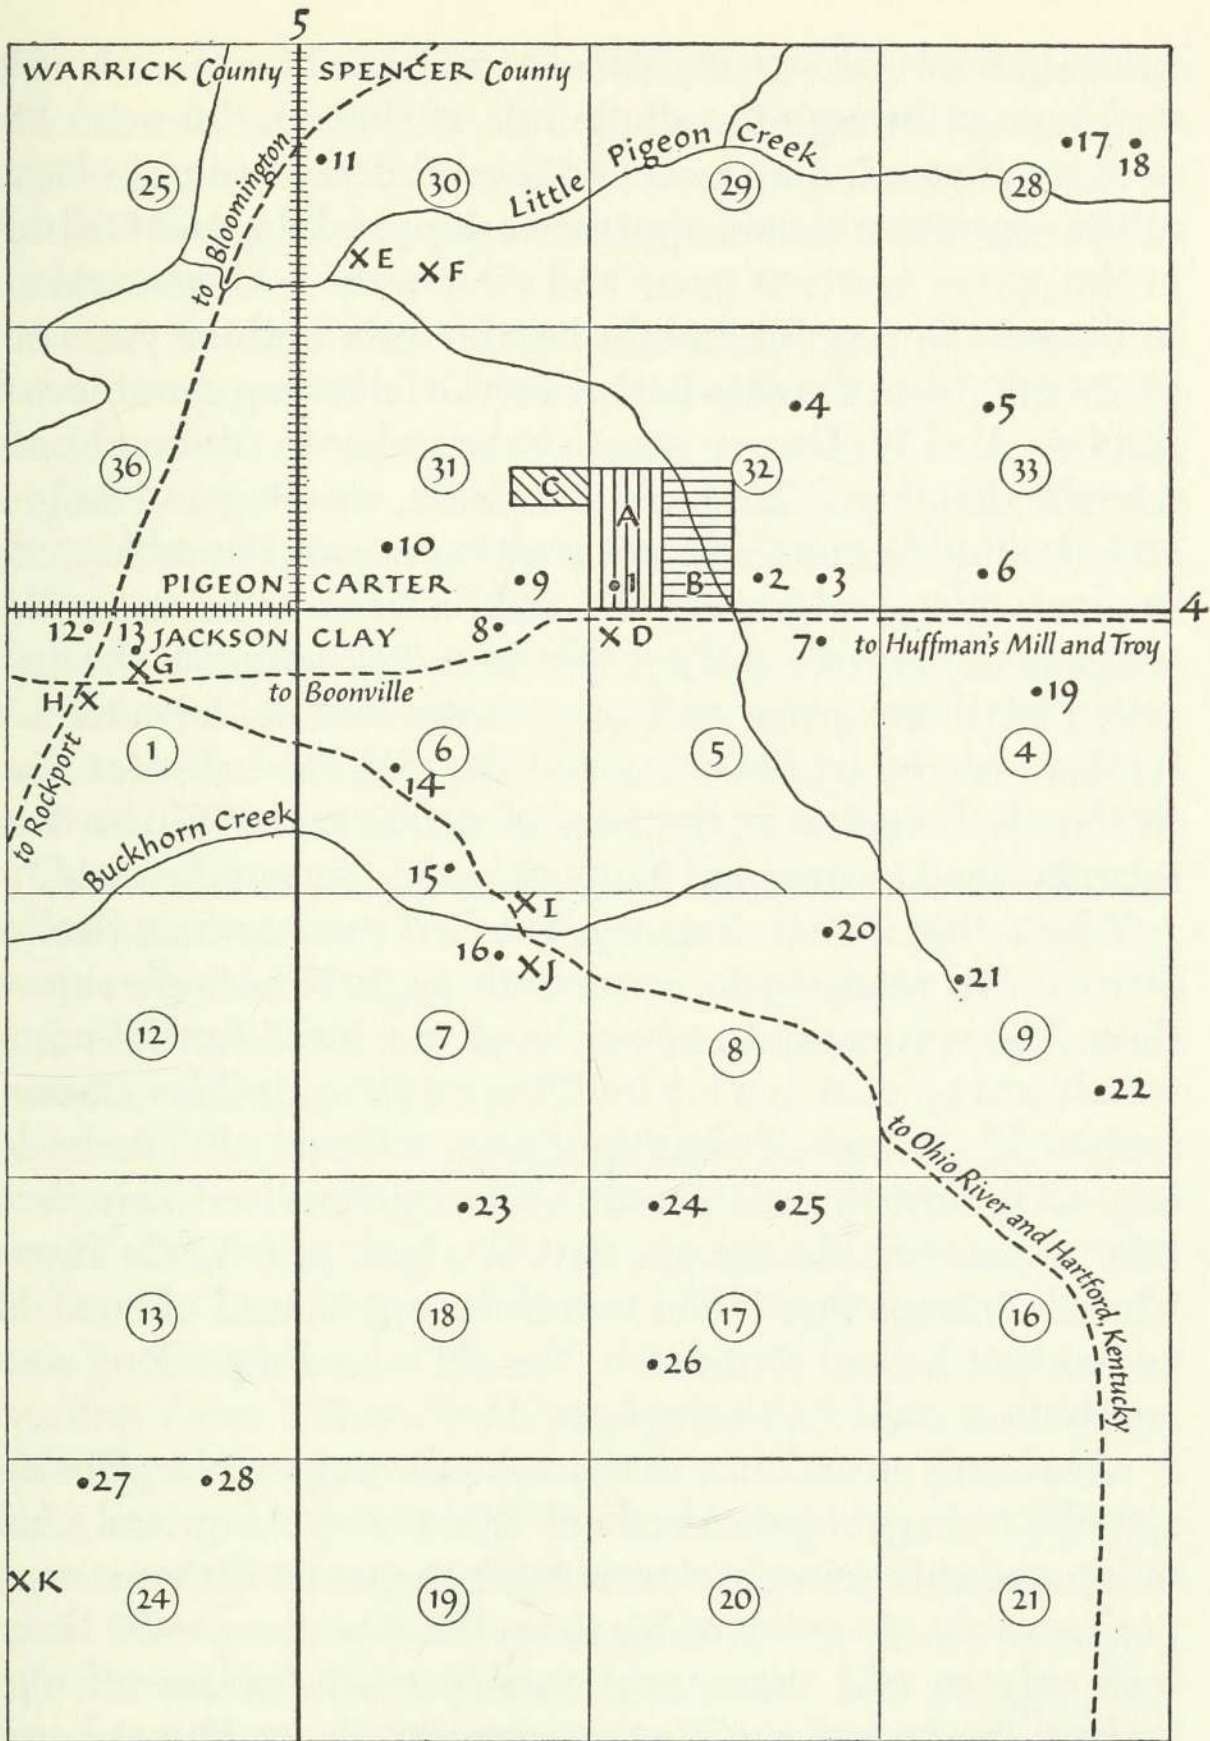 5
WARRICK County
SPENCER County
to Bloomington
11
Little Pigeon Creek
17
18
25
30
29
28
E
F
4
5
36
31
32
33
C
A
B
10
9
1
2
3
6
PIGEON
CARTER
4
12
13
JACKSON
CLAY
8
D
7
to Huffman's Mill and Troy
G
H
to Boonville
19
to Rockport
1
6
5
4
14
Buckhorn Creek
15
I
20
16
J
21
12
7
8
9
22
to Ohio River and Hartford, Kentucky
23
24
25
13
18
17
16
26
27
28
K
24
19
20
21